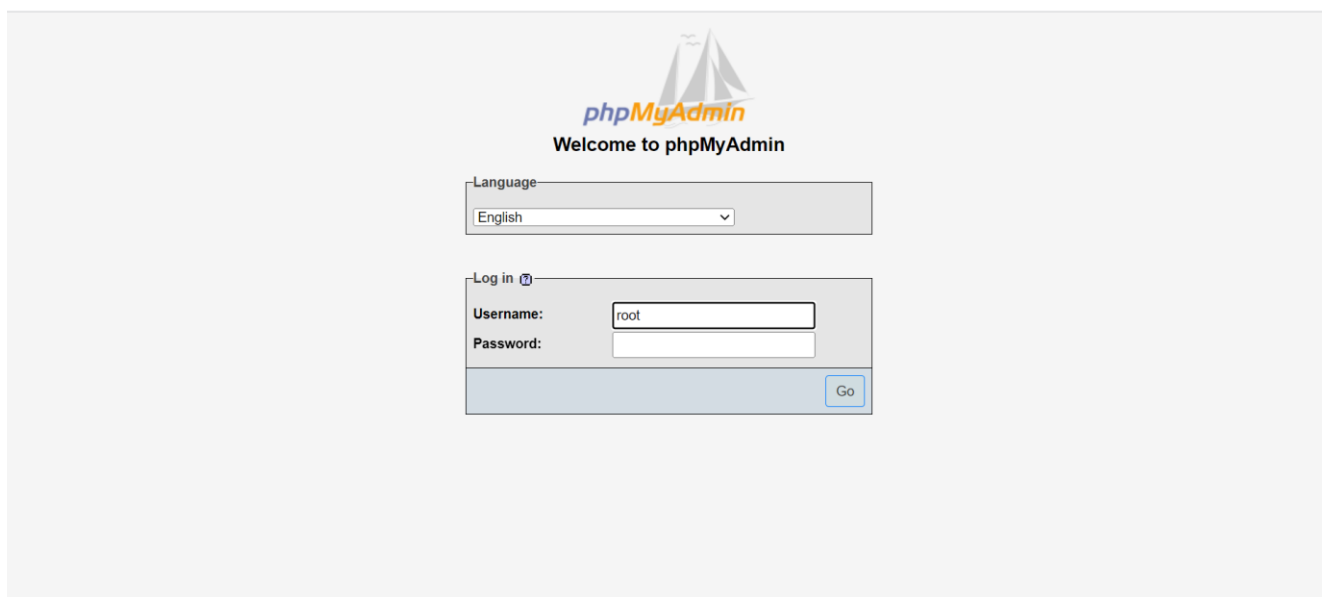 phpMyAdmin
Welcome to phpMyAdmin
Language
English
Log in
Username: root
Password:
Go